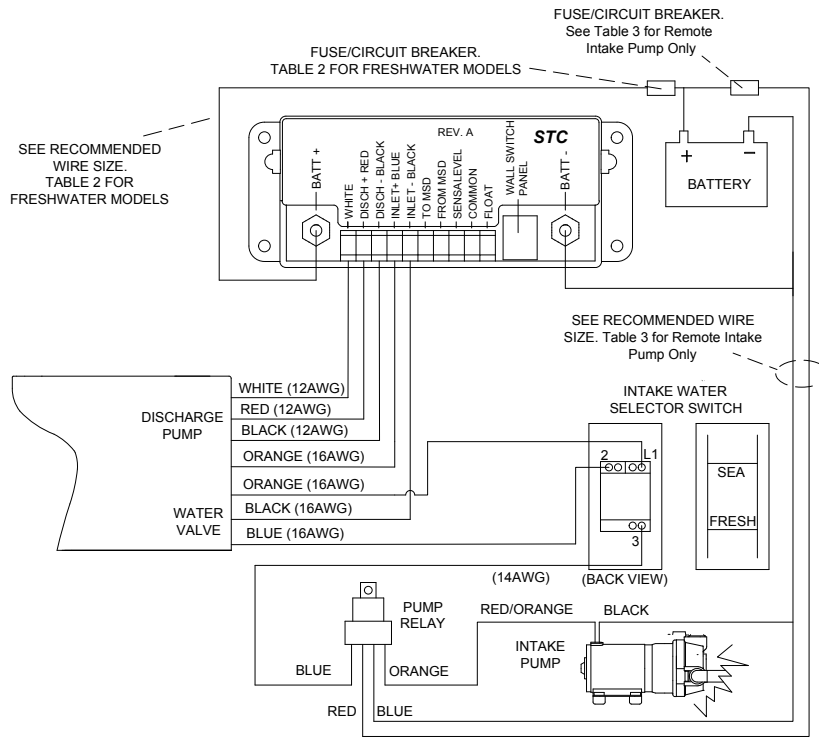 FUSE/CIRCUIT BREAKER.
See Table 3 for Remote
Intake Pump Only
FUSE/CIRCUIT BREAKER.
TABLE 2 FOR FRESHWATER MODELS
SEE RECOMMENDED
WIRE SIZE.
TABLE 2 FOR
FRESHWATER MODELS
REV. A
STC
BATT +
WHITE
DISCH + RED
DISCH - BLACK
INLET+ BLUE
INLET - BLACK
TO MSD
FROM MSD
SENSALEVEL
COMMON
FLOAT
WALL SWITCH
PANEL
BATT -
+
–
BATTERY
SEE RECOMMENDED WIRE
SIZE. Table 3 for Remote Intake
Pump Only
DISCHARGE
PUMP
WATER
VALVE
WHITE (12AWG)
RED (12AWG)
BLACK (12AWG)
ORANGE (16AWG)
ORANGE (16AWG)
BLACK (16AWG)
BLUE (16AWG)
INTAKE WATER
SELECTOR SWITCH
2
L1
3
SEA
FRESH
(14AWG)
(BACK VIEW)
PUMP
RELAY
RED/ORANGE
BLACK
INTAKE
PUMP
BLUE
ORANGE
RED
BLUE